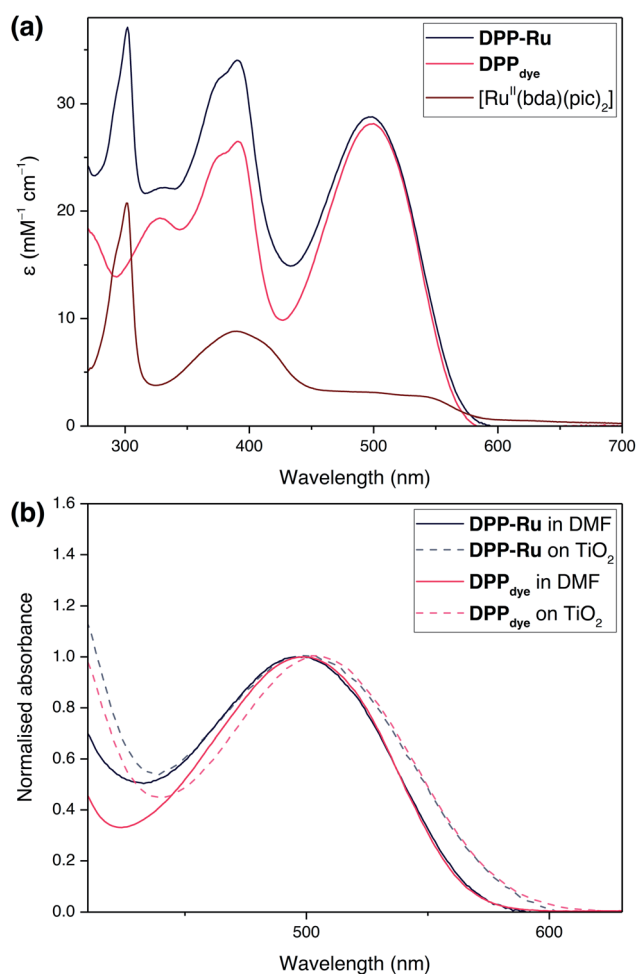 (a)
DPP-Ru
DPPdye
[RuII(bda)(pic)2]
30
20
10
0
ε (mM−1 cm−1)
300 400 500 600 700
Wavelength (nm)
(b)
DPP-Ru in DMF
DPP-Ru on TiO2
DPPdye in DMF
DPPdye on TiO2
1.6
1.4
1.2
1.0
0.8
0.6
0.4
0.2
0.0
Normalised absorbance
500 600
Wavelength (nm)